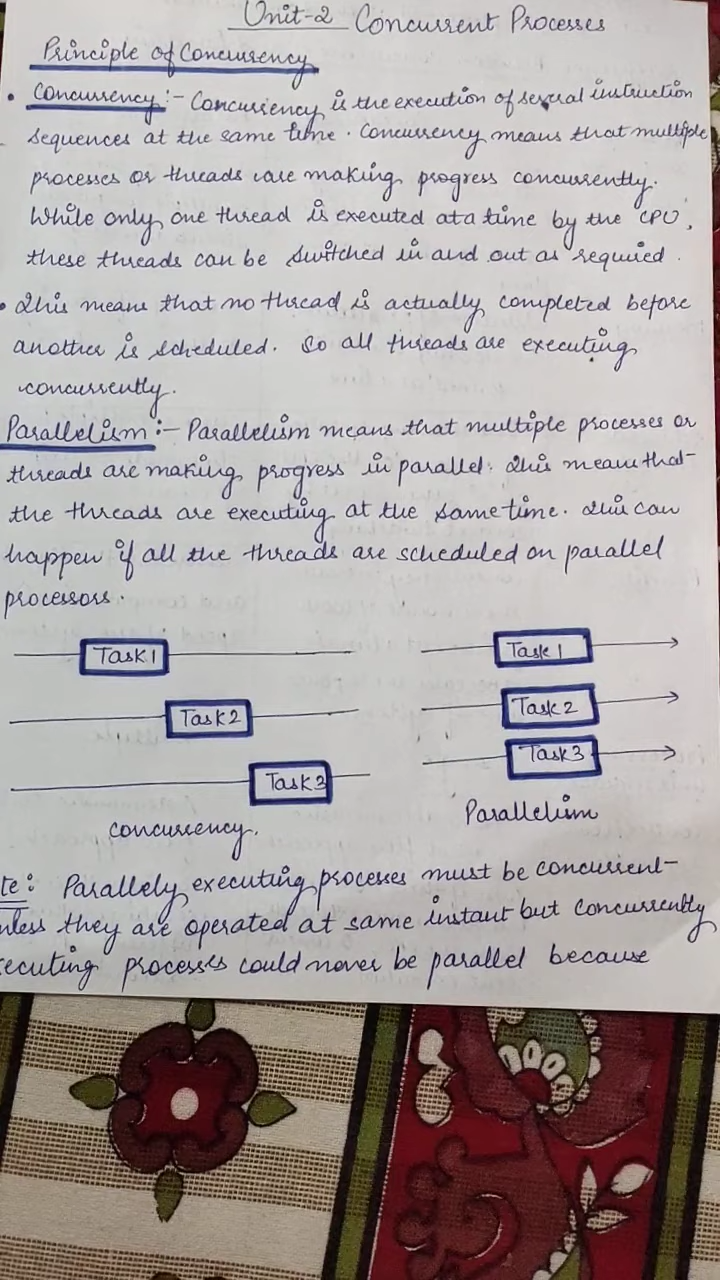 Unit-2 Concurrent Processes
Principle of Concurrency
• Concurrency :- Concurrency is the execution of several instruction
sequences at the same time. Concurrency means that multiple
processes or threads are making progress concurrently.
While only one thread is executed at a time by the CPU,
these threads can be switched in and out as required.
• This means that no thread is actually completed before
another is scheduled. So all threads are executing
concurrently.
Parallelism :- Parallelism means that multiple processes or
threads are making progress in parallel. This means that
the threads are executing at the same time. This can
happen if all the threads are scheduled on parallel
processors.
Task 1 Task 1
Task 2 Task 2
Task 3 Task 3
concurrency. Parallelism
te: Parallely executing processes must be concurrent
nless they are operated at same instant but concurrently
ecuting processes could never be parallel because